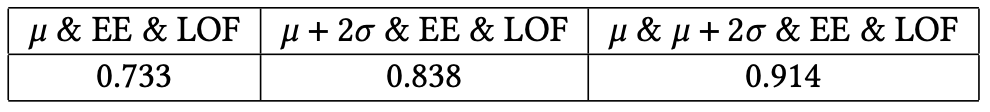 μ & EE & LOF μ + 2σ & EE & LOF μ & μ + 2σ & EE & LOF
0.733 0.838 0.914